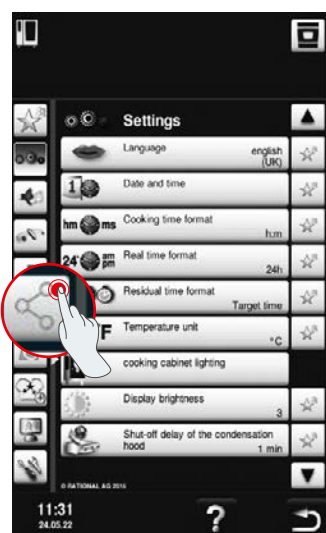 Settings
Language
english
(UK)
1
Date and time
hm ms Cooking time format
h:m
24 am pm Real time format
24h
Residual time format
Target time
F Temperature unit
°C
cooking cabinet lighting
Display brightness
3
Shut-off delay of the condensation
hood
1 min
© RATIONAL AG 2016
11:31
24.05.22
?